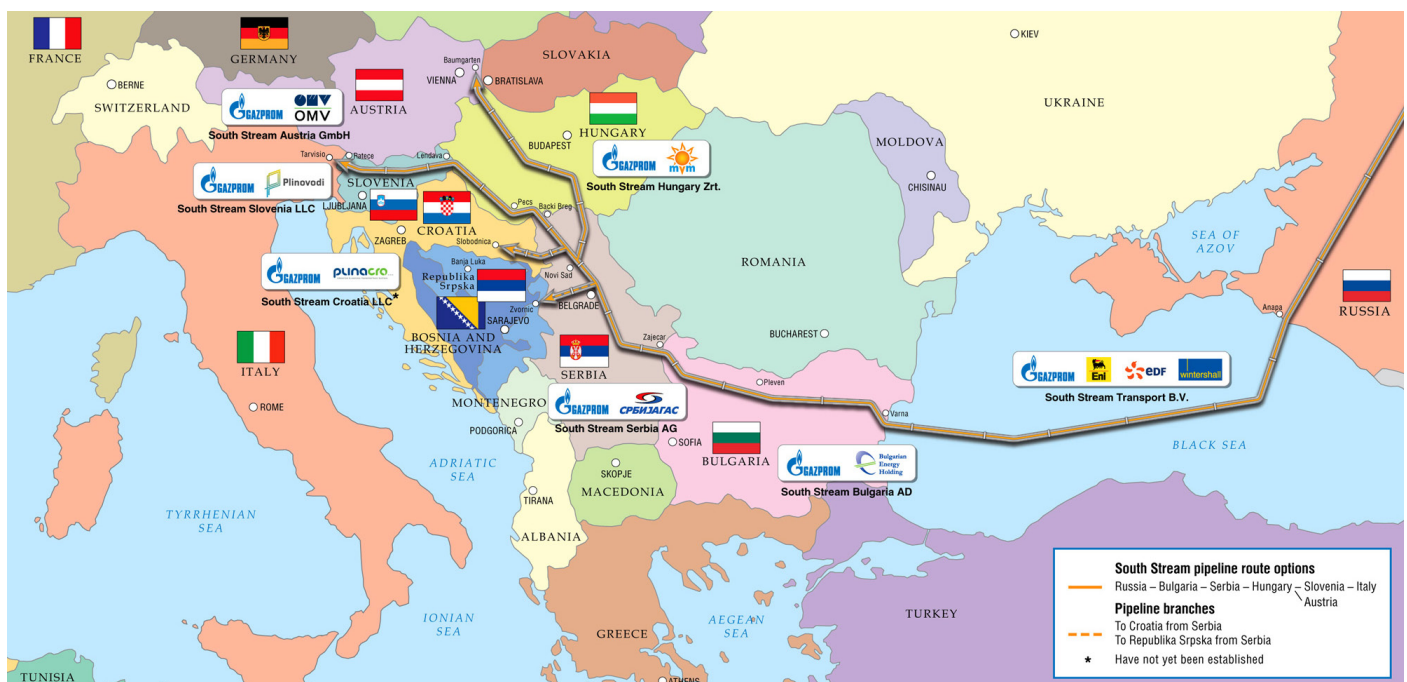 FRANCE
GERMANY
BERNE
SWITZERLAND
AUSTRIA
VIENNA
Baumgarten
BRATISLAVA
SLOVAKIA
KIEV
UKRAINE
GAZPROM
OMV
OMV
South Stream Austria GmbH
HUNGARY
BUDAPEST
GAZPROM
mvm
South Stream Hungary Zrt.
MOLDOVA
CHISINAU
Tarvisio
Ratece
Lendava
GAZPROM
Plinovodi
South Stream Slovenia LLC
SLOVENIA
LJUBLJANA
Pecs
Backi Breg
CROATIA
ZAGREB
Slobodnica
SEA OF
AZOV
ROMANIA
GAZPROM
PLINACRO
South Stream Croatia LLC
★
Banja Luka
Republika
Srpska
Novi Sad
BELGRADE
Zvornic
SARAJEVO
BOSNIA AND
HERZEGOVINA
RUSSIA
Anapa
BUCHAREST
Zajecar
ITALY
ROME
SERBIA
GAZPROM
СРБИЈАГАС
South Stream Serbia AG
Pleven
GAZPROM
Eni
eDF
wintershall
South Stream Transport B.V.
MONTENEGRO
PODGORICA
Varna
SOFIA
BULGARIA
GAZPROM
Bulgarian
Energy
Holding
South Stream Bulgaria AD
BLACK SEA
ADRIATIC
SEA
SKOPJE
MACEDONIA
TIRANA
ALBANIA
TYRRHENIAN
SEA
IONIAN
SEA
GREECE
AEGEAN
SEA
TURKEY
ATHENS
TUNISIA
South Stream pipeline route options
Russia – Bulgaria – Serbia – Hungary – Slovenia – Italy
Austria
Pipeline branches
To Croatia from Serbia
To Republika Srpska from Serbia
★ Have not yet been established